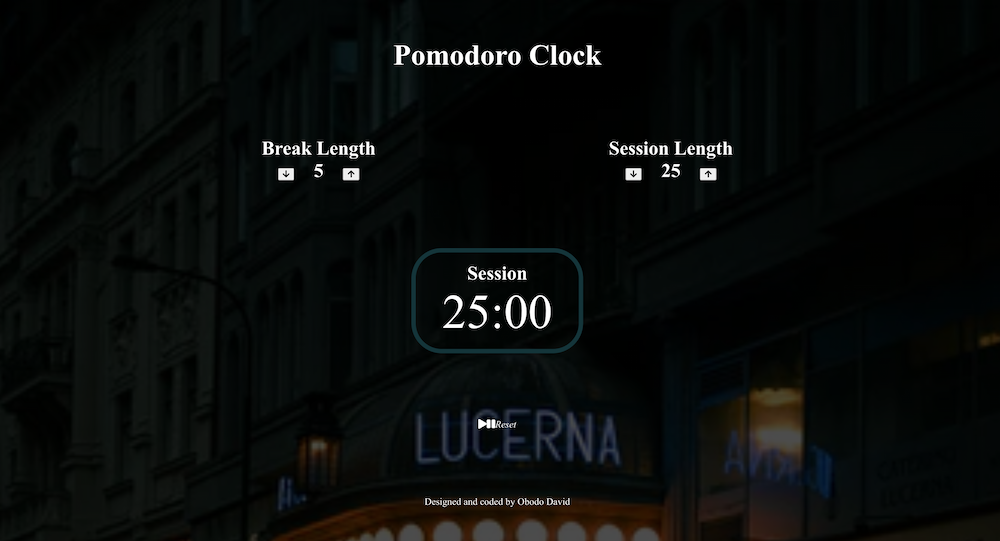 Pomodoro Clock
Break Length
5
Session Length
25
Session
25:00
Reset
LUCERNA
Designed and coded by Obodo David